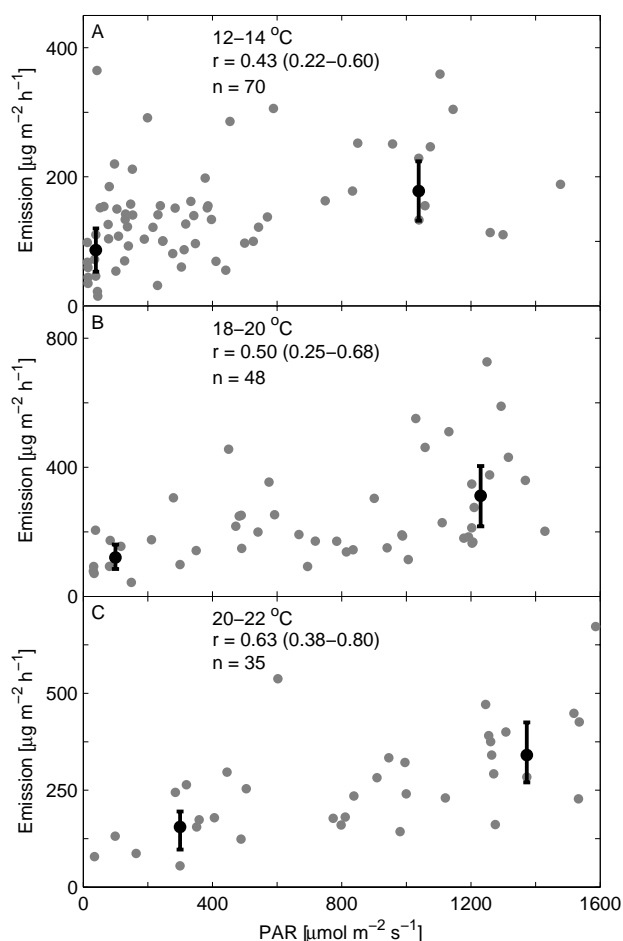 A
12–14 °C
r = 0.43 (0.22–0.60)
n = 70
400
200
0
Emission [μg m⁻² h⁻¹]
B
18–20 °C
r = 0.50 (0.25–0.68)
n = 48
800
400
0
Emission [μg m⁻² h⁻¹]
C
20–22 °C
r = 0.63 (0.38–0.80)
n = 35
500
250
0
Emission [μg m⁻² h⁻¹]
0 400 800 1200 1600
PAR [μmol m⁻² s⁻¹]